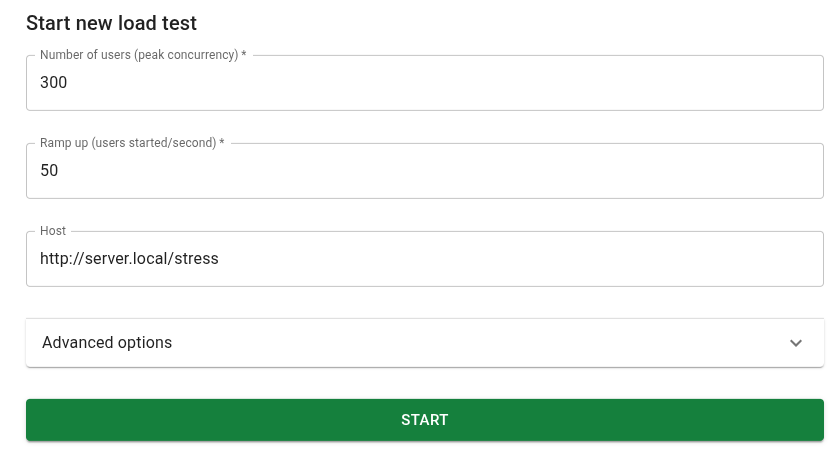 Start new load test
Number of users (peak concurrency) *
300
Ramp up (users started/second) *
50
Host
http://server.local/stress
Advanced options
START